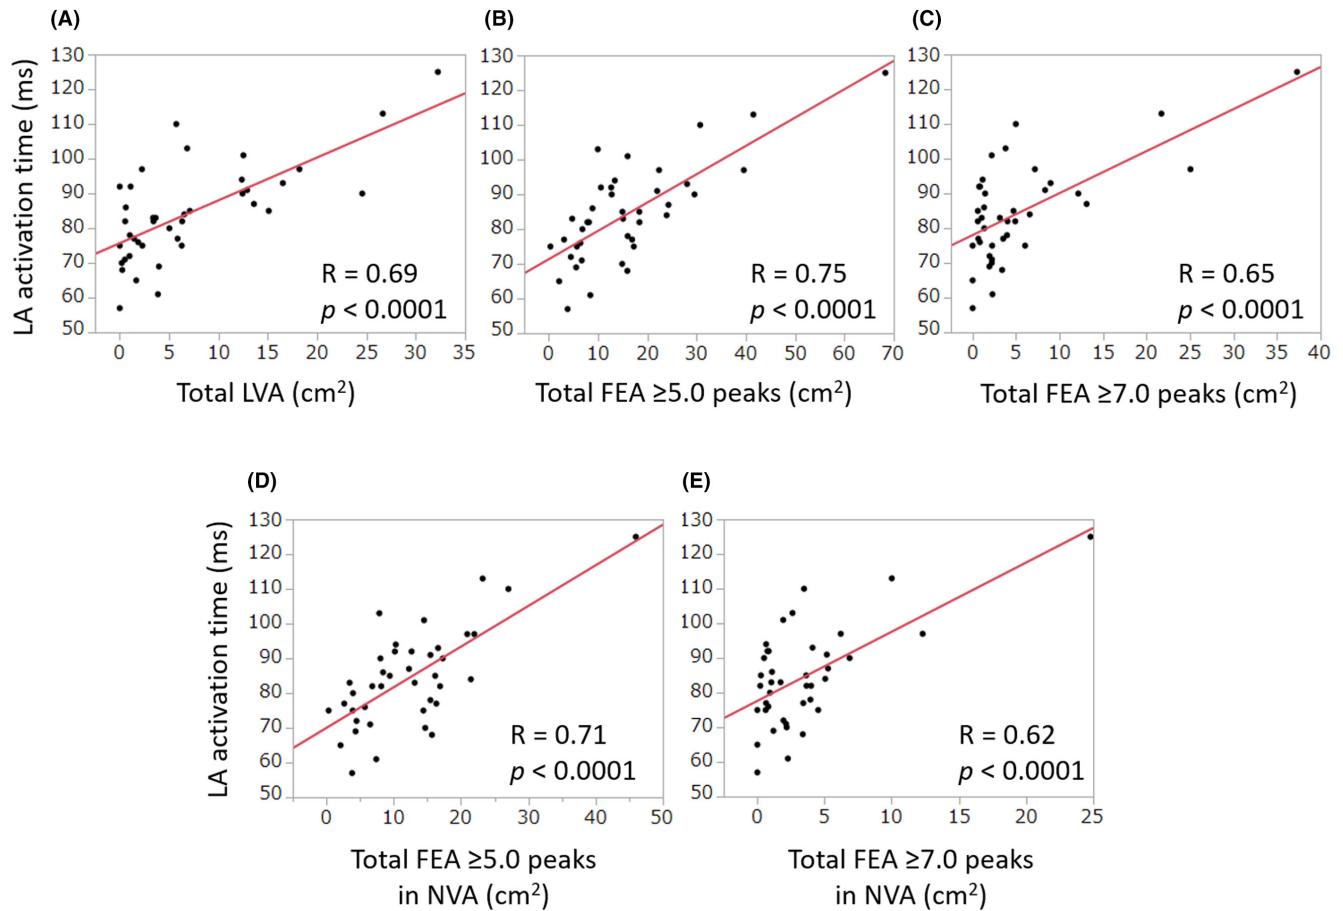 (A)
LA activation time (ms)
130
120
110
100
90
80
70
60
50
0 5 10 15 20 25 30 35
R = 0.69
p < 0.0001
Total LVA (cm²)
(B)
130
120
110
100
90
80
70
60
50
0 10 20 30 40 50 60 70
R = 0.75
p < 0.0001
Total FEA ≥5.0 peaks (cm²)
(C)
130
120
110
100
90
80
70
60
50
0 5 10 15 20 25 30 35 40
R = 0.65
p < 0.0001
Total FEA ≥7.0 peaks (cm²)
(D)
LA activation time (ms)
130
120
110
100
90
80
70
60
50
0 10 20 30 40 50
R = 0.71
p < 0.0001
Total FEA ≥5.0 peaks
in NVA (cm²)
(E)
130
120
110
100
90
80
70
60
50
0 5 10 15 20 25
R = 0.62
p < 0.0001
Total FEA ≥7.0 peaks
in NVA (cm²)